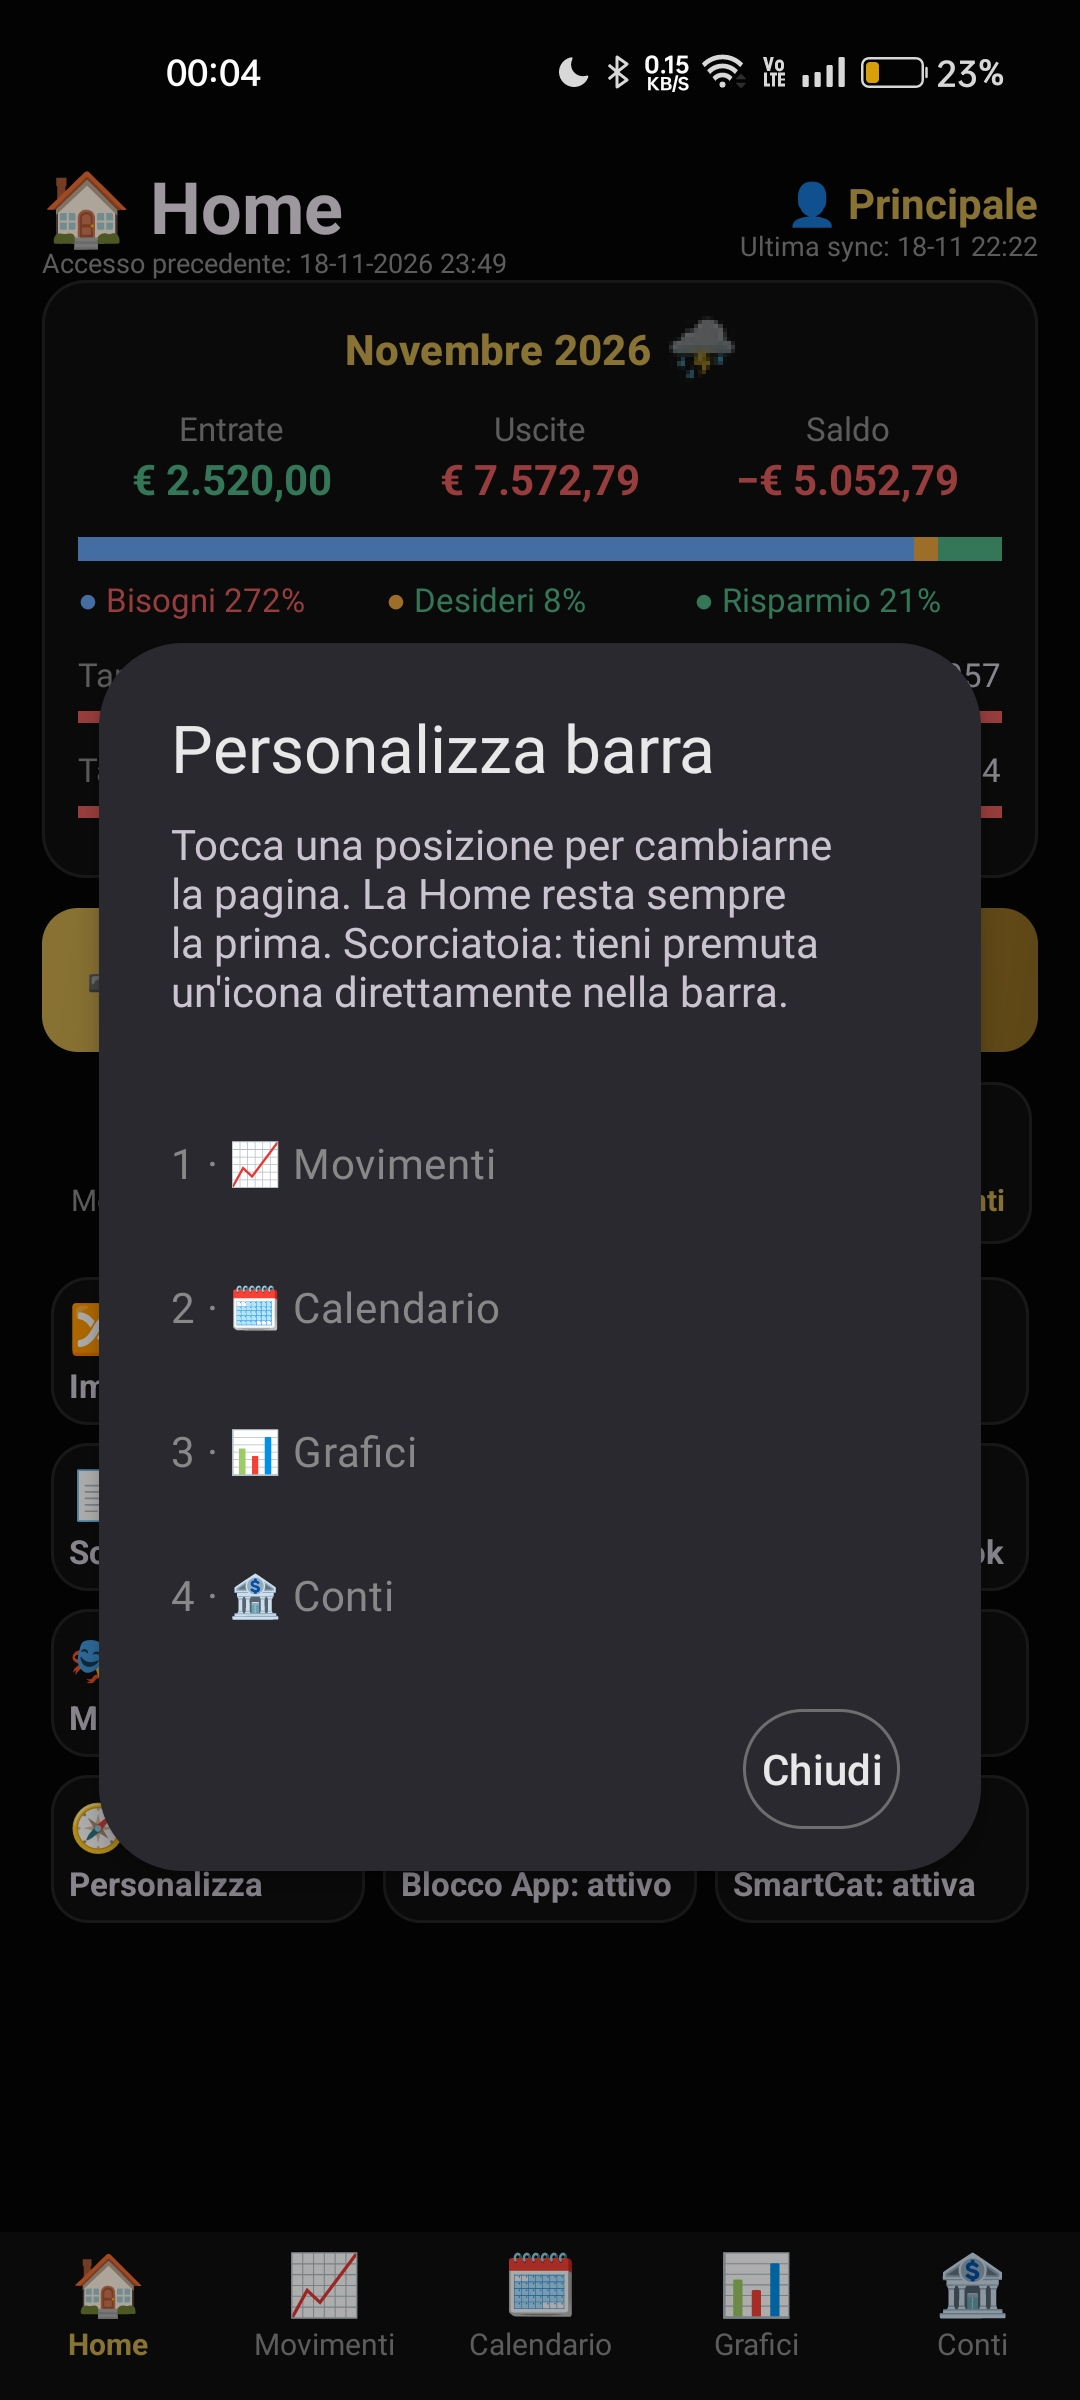 00:04
0.15 KB/S
Vo LTE
23%
Home
Principale
Accesso precedente: 18-11-2026 23:49
Ultima sync: 18-11 22:22
Novembre 2026
Entrate
Uscite
Saldo
€ 2.520,00
€ 7.572,79
−€ 5.052,79
Bisogni 272%
Desideri 8%
Risparmio 21%
Personalizza barra
Tocca una posizione per cambiarne
la pagina. La Home resta sempre
la prima. Scorciatoia: tieni premuta
un'icona direttamente nella barra.
1 · Movimenti
2 · Calendario
3 · Grafici
4 · Conti
Chiudi
Personalizza
Blocco App: attivo
SmartCat: attiva
Home
Movimenti
Calendario
Grafici
Conti